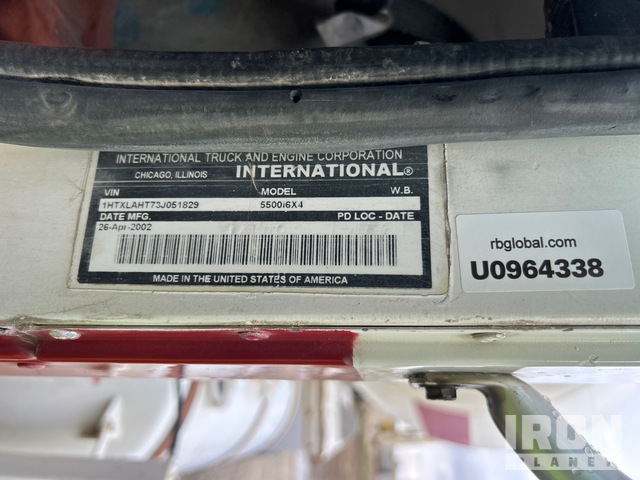 INTERNATIONAL TRUCK AND ENGINE CORPORATION
CHICAGO, ILLINOIS INTERNATIONAL®
VIN MODEL W.B.
1HTXLAHT73J051829 5500i6X4
DATE MFG. PD LOC - DATE
26-Apr-2002
MADE IN THE UNITED STATES OF AMERICA
rbglobal.com
U0964338
IRON
PLANET